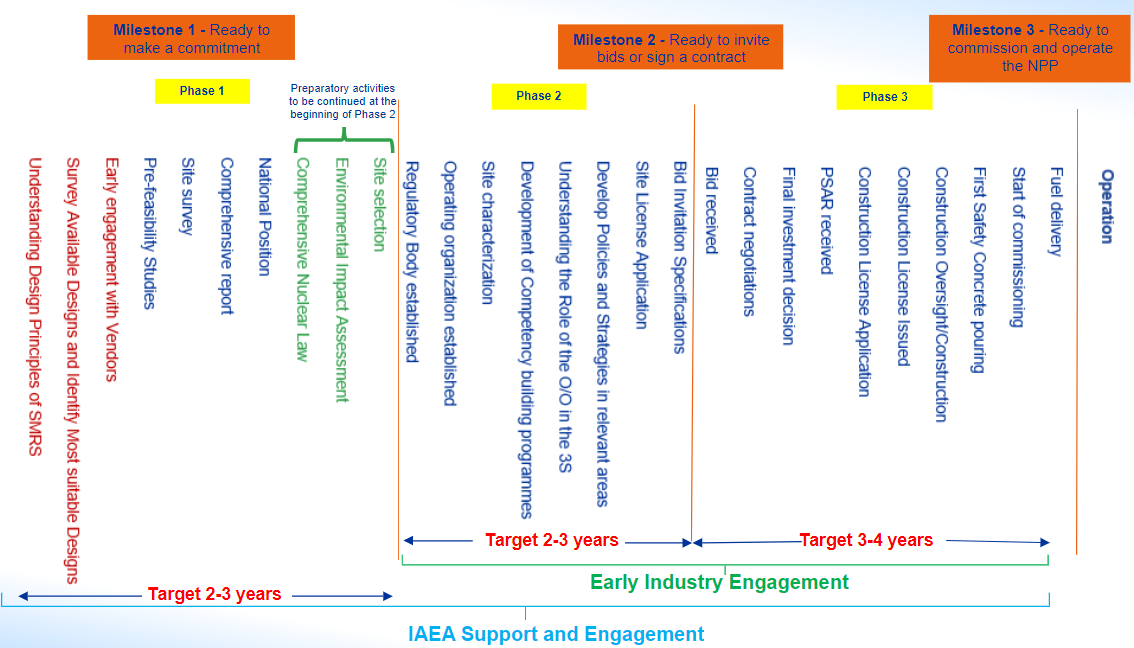 Milestone 1 - Ready to
make a commitment
Milestone 2 - Ready to invite
bids or sign a contract
Milestone 3 - Ready to
commission and operate
the NPP
Phase 1
Preparatory activities
to be continued at the
beginning of Phase 2
Phase 2
Phase 3
Understanding Design Principles of SMRS
Survey Available Designs and Identify Most suitable Designs
Early engagement with Vendors
Pre-feasibility Studies
Site survey
Comprehensive report
National Position
Comprehensive Nuclear Law
Environmental Impact Assessment
Site selection
Regulatory Body established
Operating organization established
Site characterization
Development of Competency building programmes
Understanding the Role of the O/O in the 3S
Develop Policies and Strategies in relevant areas
Site License Application
Bid Invitation Specifications
Bid received
Contract negotiations
Final investment decision
PSAR received
Construction License Application
Construction License Issued
Construction Oversight/Construction
First Safety Concrete pouring
Start of commissioning
Fuel delivery
Operation
Target 2-3 years
Target 3-4 years
Early Industry Engagement
Target 2-3 years
IAEA Support and Engagement